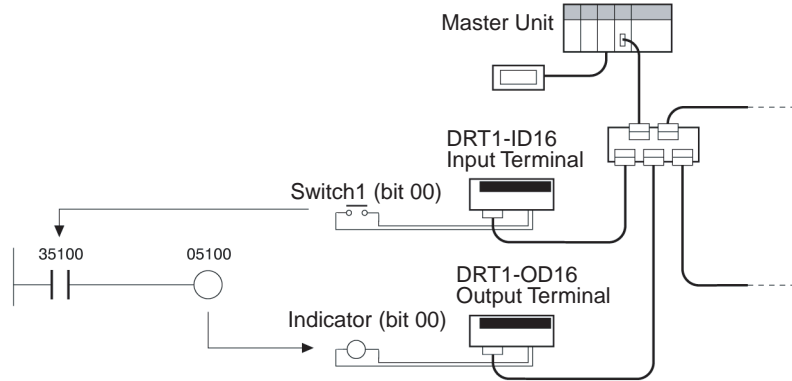 Master Unit
DRT1-ID16
Input Terminal
Switch1 (bit 00)
35100
05100
DRT1-OD16
Output Terminal
Indicator (bit 00)